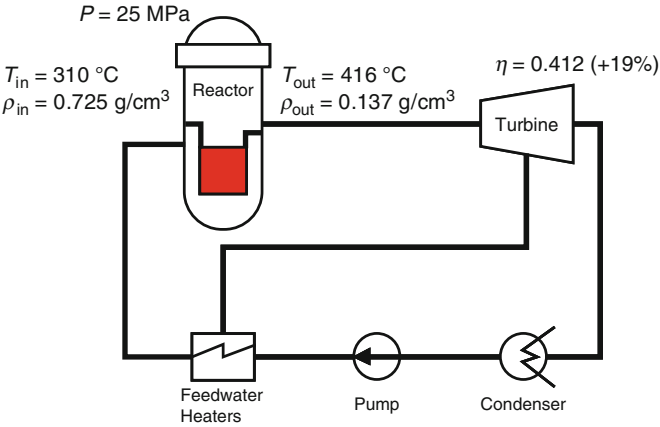 P = 25 MPa
T_in = 310 °C
ρ_in = 0.725 g/cm³
Reactor
T_out = 416 °C
ρ_out = 0.137 g/cm³
η = 0.412 (+19%)
Turbine
Feedwater
Heaters
Pump
Condenser